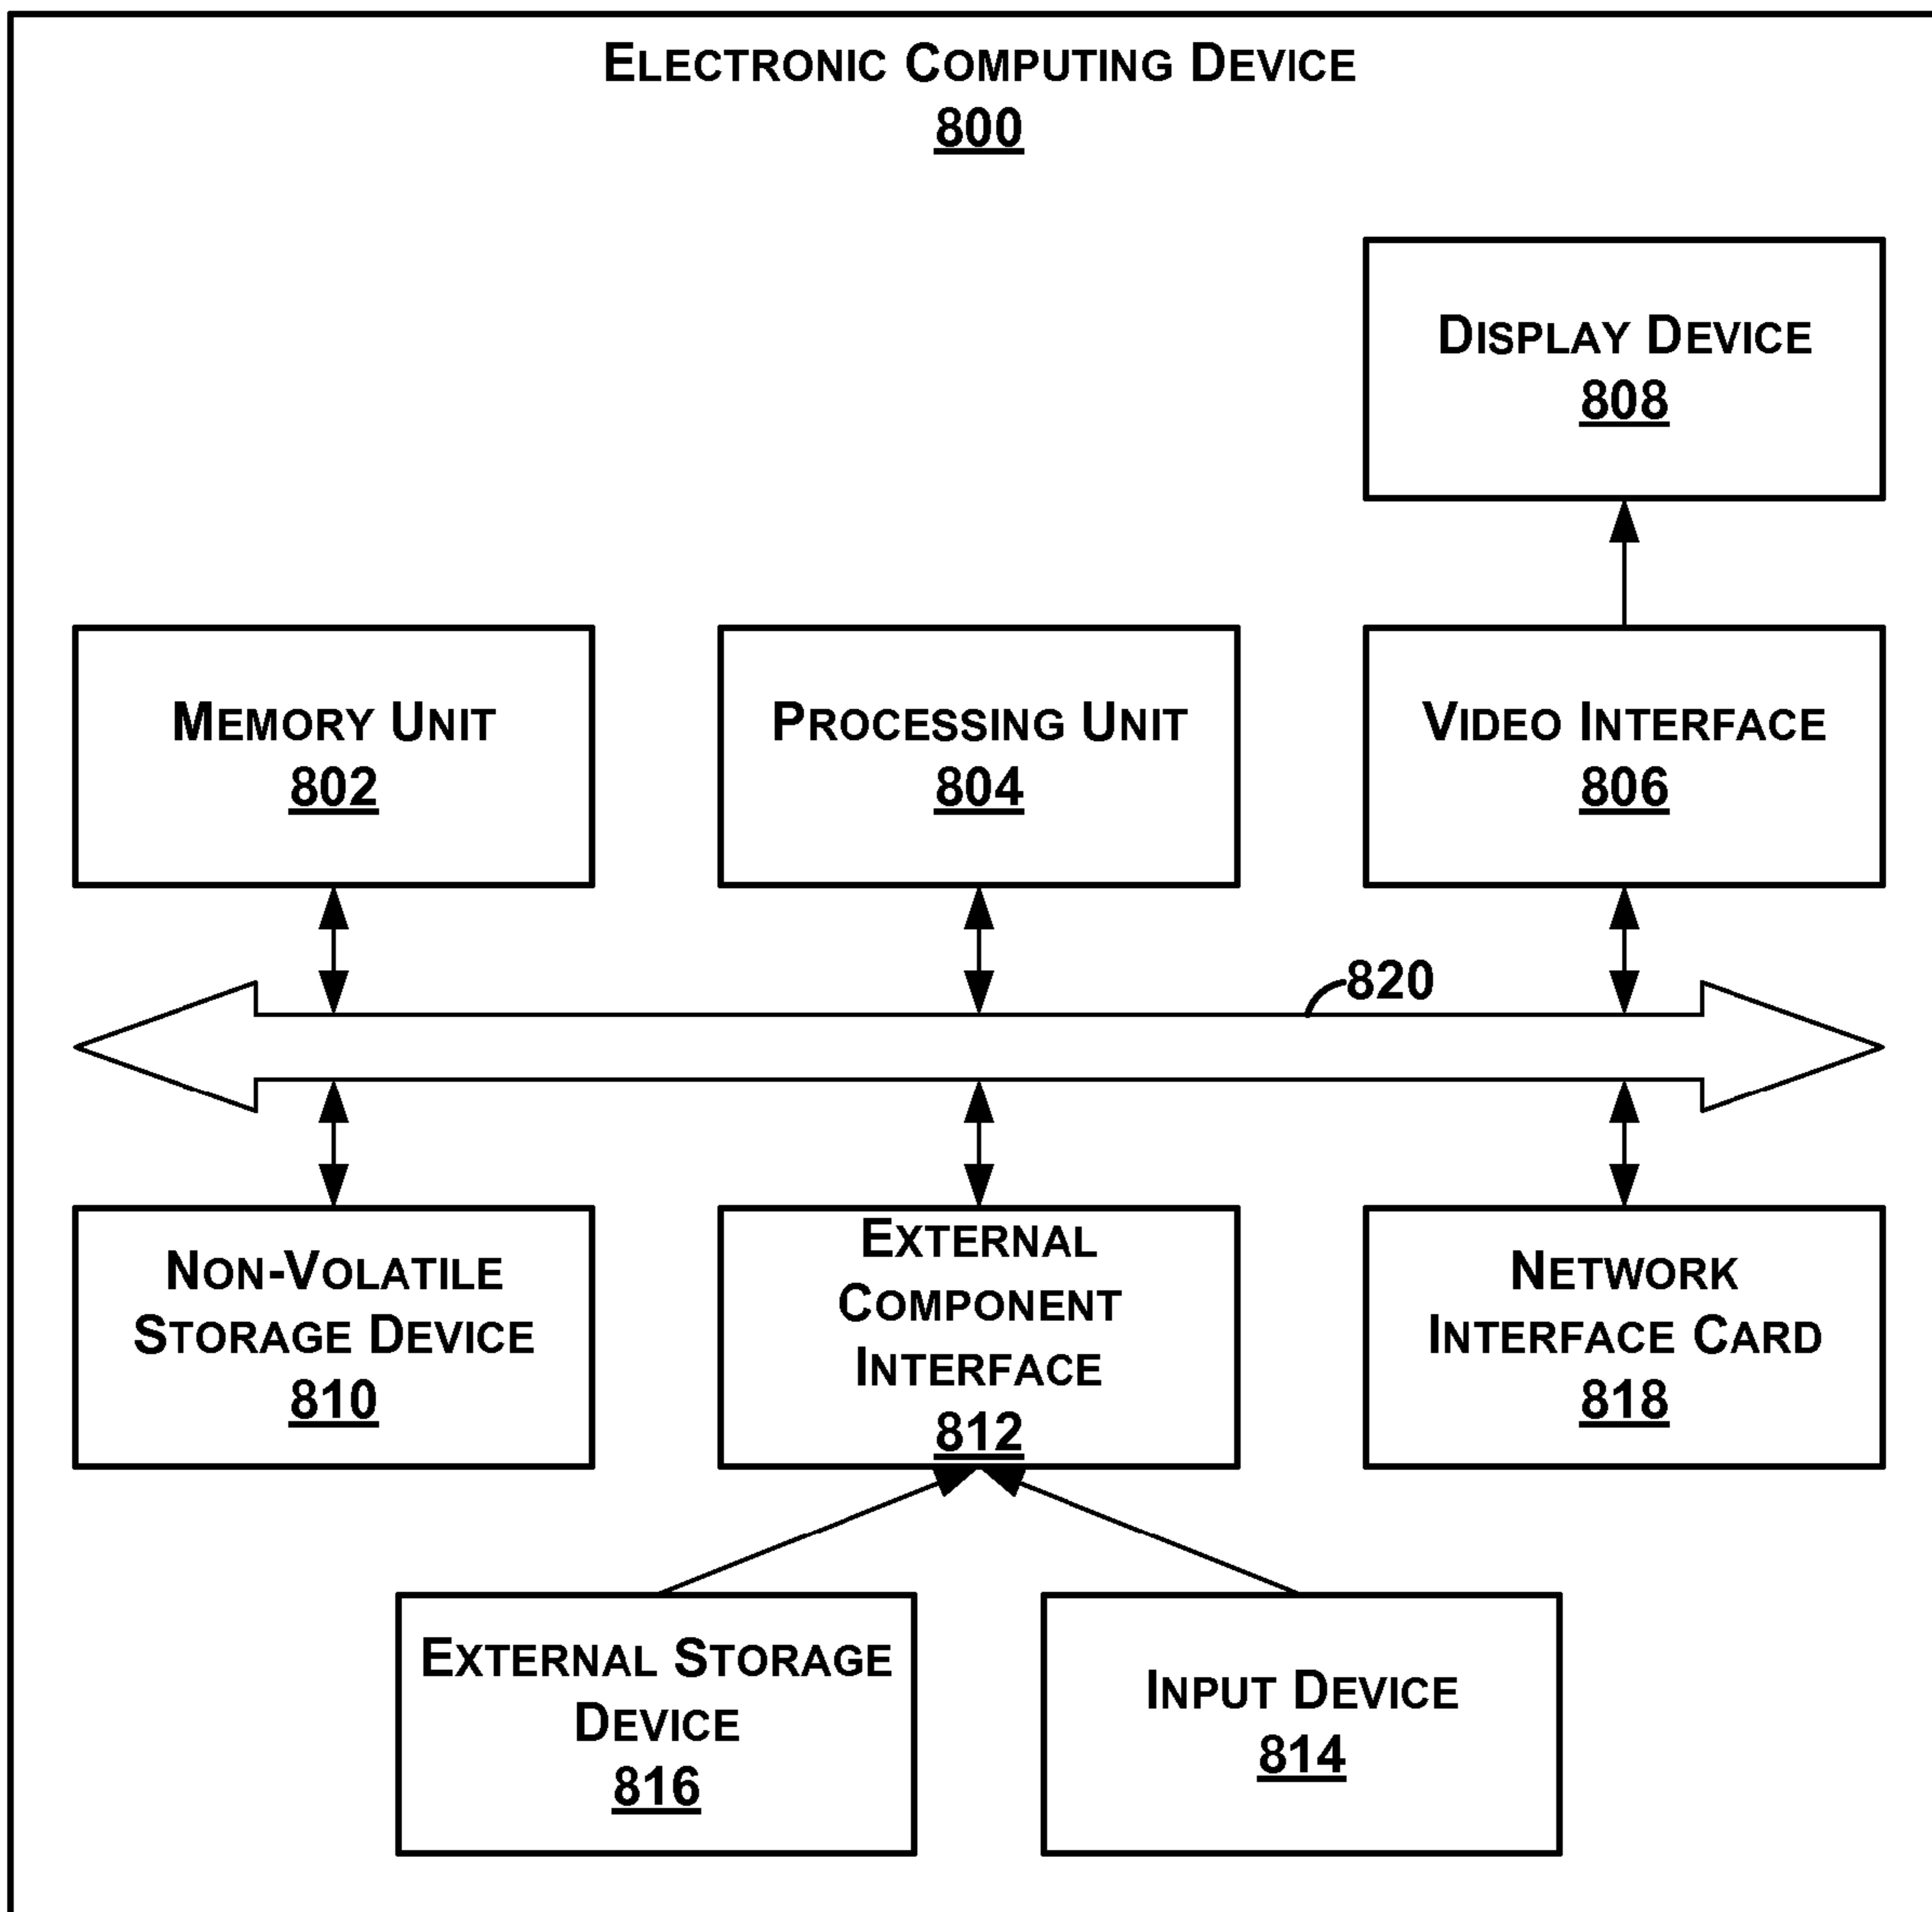 ELECTRONIC COMPUTING DEVICE
800
DISPLAY DEVICE
808
MEMORY UNIT
802
PROCESSING UNIT
804
VIDEO INTERFACE
806
820
NON-VOLATILE
STORAGE DEVICE
810
EXTERNAL
COMPONENT
INTERFACE
812
NETWORK
INTERFACE CARD
818
EXTERNAL STORAGE
DEVICE
816
INPUT DEVICE
814